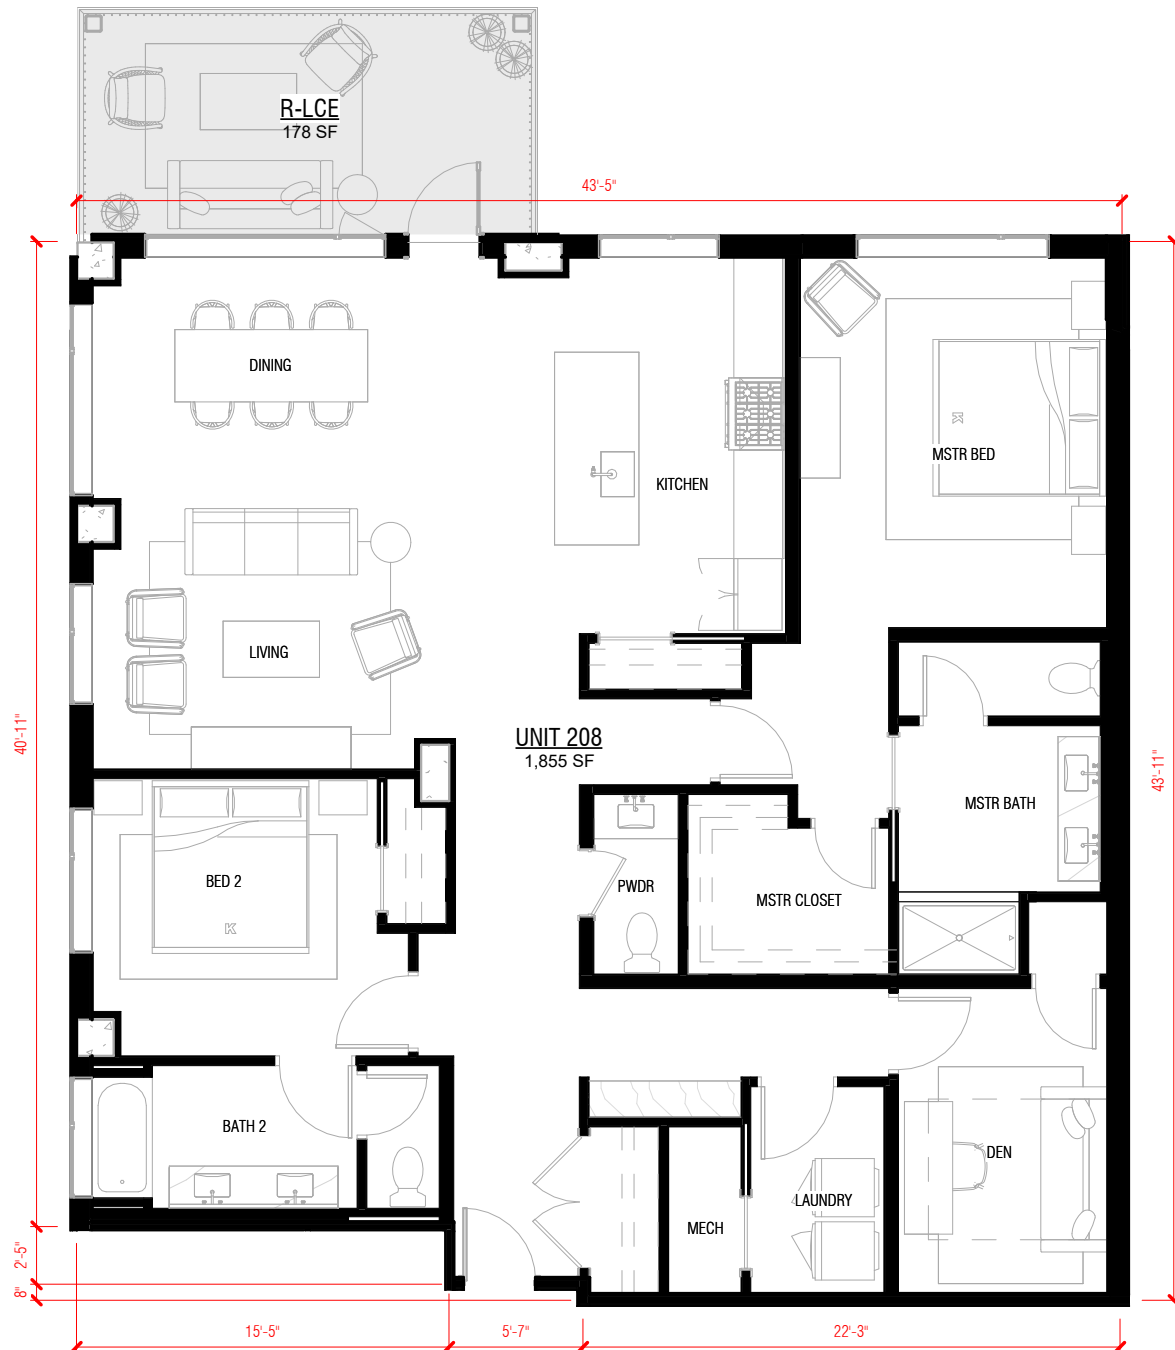 R-LCE
178 SF
43'-5"
DINING
MSTR BED
K
KITCHEN
LIVING
40'-11"
UNIT 208
1,855 SF
43'-11"
MSTR BATH
BED 2
PWDR
MSTR CLOSET
K
BATH 2
DEN
LAUNDRY
MECH
2'-5"
8"
15'-5"
5'-7"
22'-3"